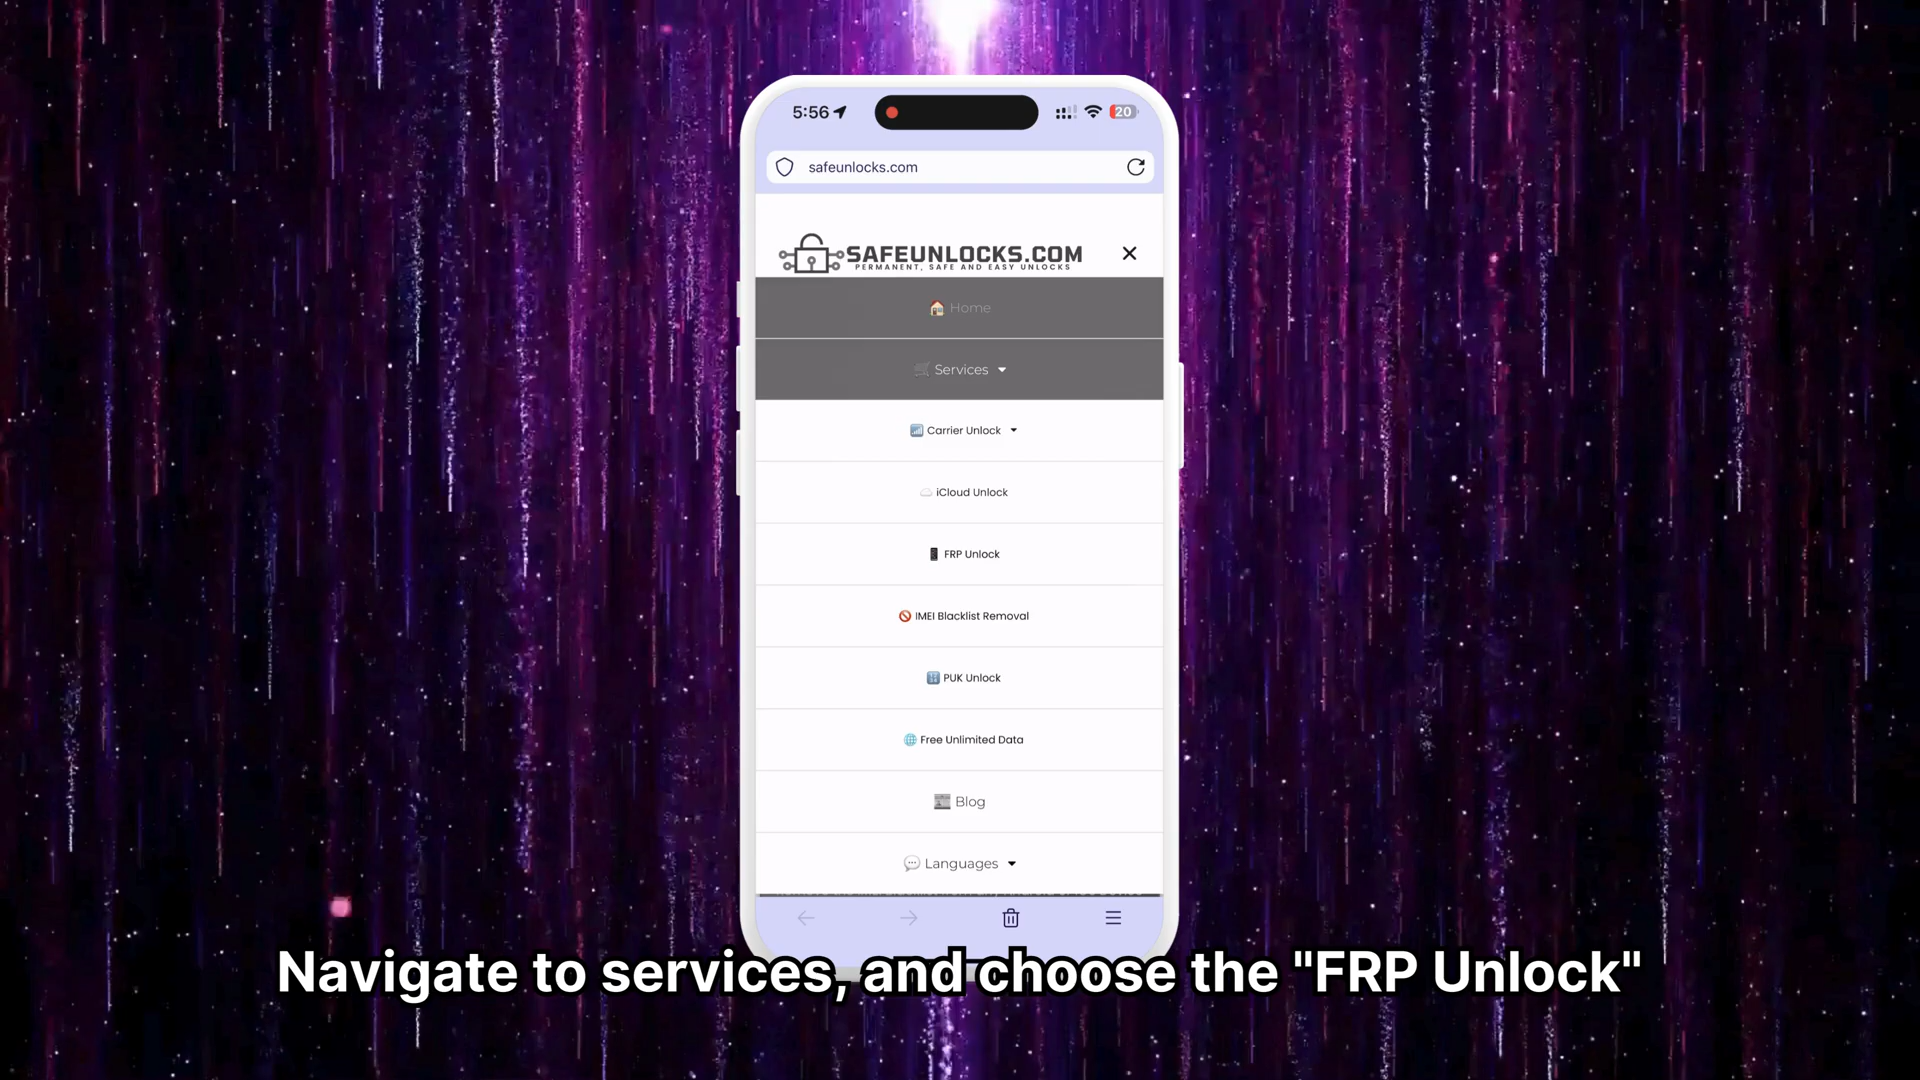 5:56
20
safeunlocks.com
SAFEUNLOCKS.COM
PERMANENT, SAFE AND EASY UNLOCKS
Home
Services
Carrier Unlock
iCloud Unlock
FRP Unlock
IMEI Blacklist Removal
PUK Unlock
Free Unlimited Data
Blog
Languages
Navigate to services, and choose the "FRP Unlock"